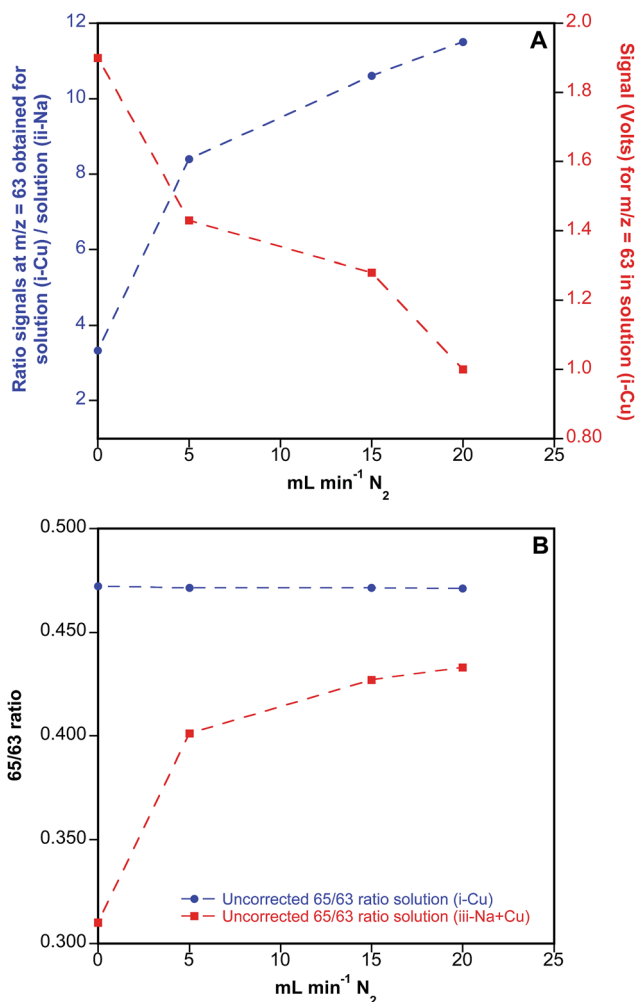 A
12
10
8
6
4
2
Ratio signals at m/z = 63 obtained for
solution (i-Cu) / solution (ii-Na)
2.0
1.8
1.6
1.4
1.2
1.0
0.80
Signal (Volts) for m/z = 63 in solution (i-Cu)
0 5 10 15 20 25
mL min⁻¹ N₂
B
0.500
0.450
0.400
0.350
0.300
65/63 ratio
Uncorrected 65/63 ratio solution (i-Cu)
Uncorrected 65/63 ratio solution (iii-Na+Cu)
0 5 10 15 20 25
mL min⁻¹ N₂